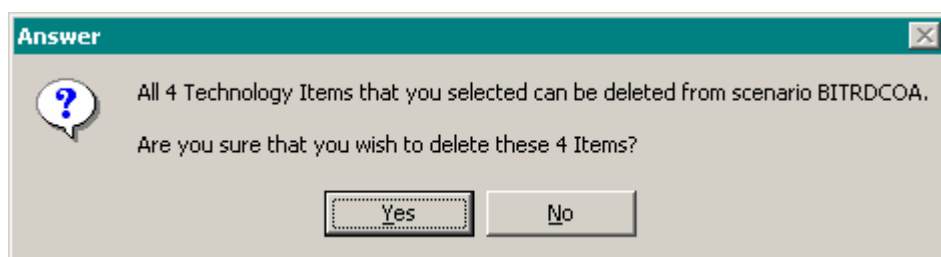 Answer
All 4 Technology Items that you selected can be deleted from scenario BITRDCOA.
Are you sure that you wish to delete these 4 Items?
Yes No